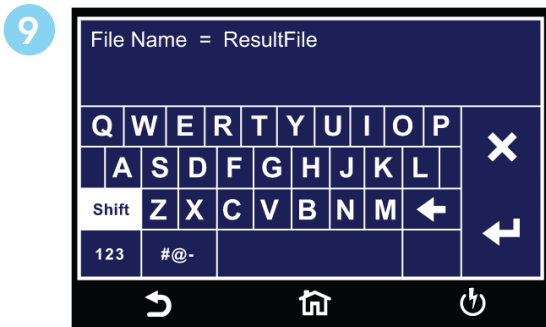 9
File Name = ResultFile
Q W E R T Y U I O P
A S D F G H J K L
Shift Z X C V B N M
123 #@-